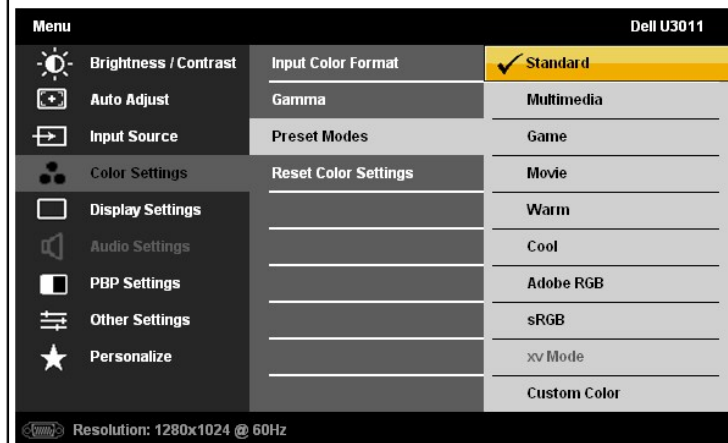 Menu Dell U3011
Brightness / Contrast Input Color Format Standard
Auto Adjust Gamma Multimedia
Input Source Preset Modes Game
Color Settings Reset Color Settings Movie
Display Settings Warm
Audio Settings Cool
PBP Settings Adobe RGB
Other Settings sRGB
Personalize xv Mode
Custom Color
Resolution: 1280x1024 @ 60Hz